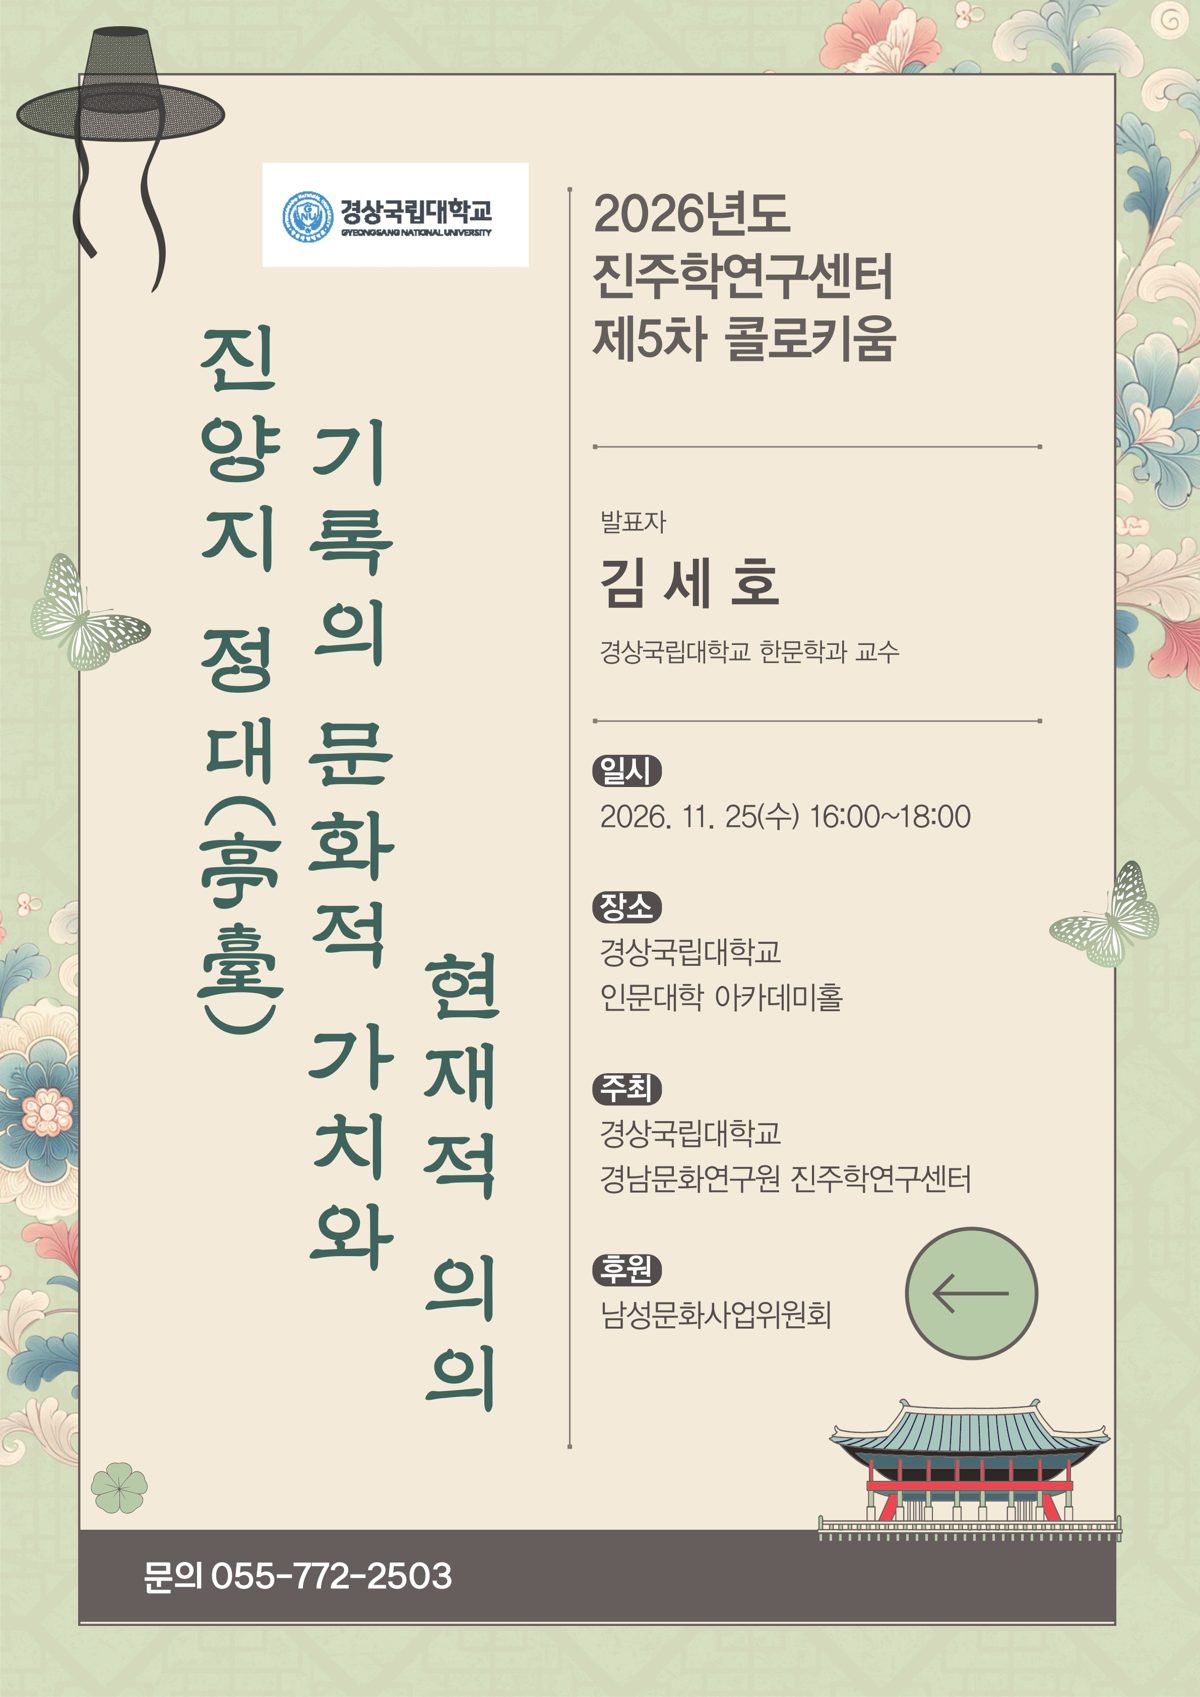 경상국립대학교
GYEONGSANG NATIONAL UNIVERSITY
진양지 정대(亭臺)
기록의 문화적 가치와
현재적 의의
2026년도
진주학연구센터
제5차 콜로키움
발표자
김세호
경상국립대학교 한문학과 교수
일시
2026. 11. 25(수) 16:00~18:00
장소
경상국립대학교
인문대학 아카데미홀
주최
경상국립대학교
경남문화연구원 진주학연구센터
후원
남성문화사업위원회
문의 055-772-2503